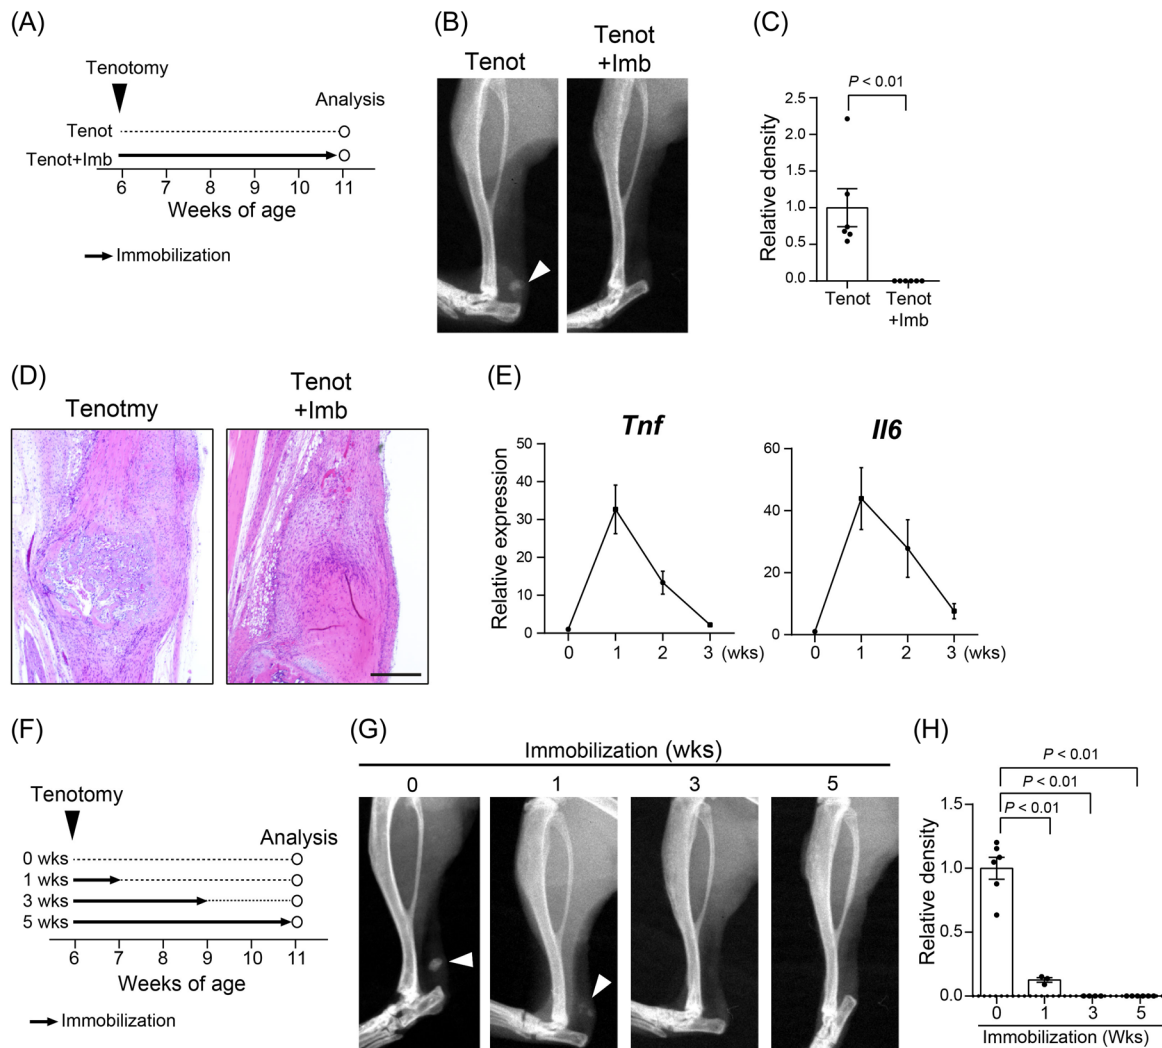 (A)
Tenotomy
Analysis
Tenot
Tenot+Imb
6 7 8 9 10 11
Weeks of age
Immobilization
(B)
Tenot
Tenot
+Imb
(C)
P < 0.01
Relative density
2.5
2.0
1.5
1.0
0.5
0.0
Tenot
Tenot
+Imb
(D)
Tenotmy
Tenot
+Imb
(E)
Tnf
Relative expression
50
40
30
20
10
0
0 1 2 3 (wks)
Il6
60
40
20
0
0 1 2 3 (wks)
(F)
Tenotomy
Analysis
0 wks
1 wks
3 wks
5 wks
6 7 8 9 10 11
Weeks of age
Immobilization
(G)
Immobilization (wks)
0 1 3 5
(H)
P < 0.01
P < 0.01
P < 0.01
Relative density
1.5
1.0
0.5
0.0
0 1 3 5
Immobilization (Wks)